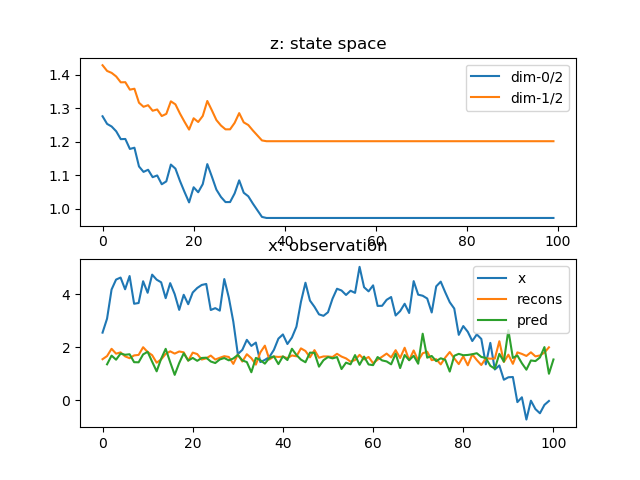 z: state space
1.4
1.3
1.2
1.1
1.0
dim-0/2
dim-1/2
0 20 40 60 80 100
x: observation
4
2
0
x
recons
pred
0 20 40 60 80 100